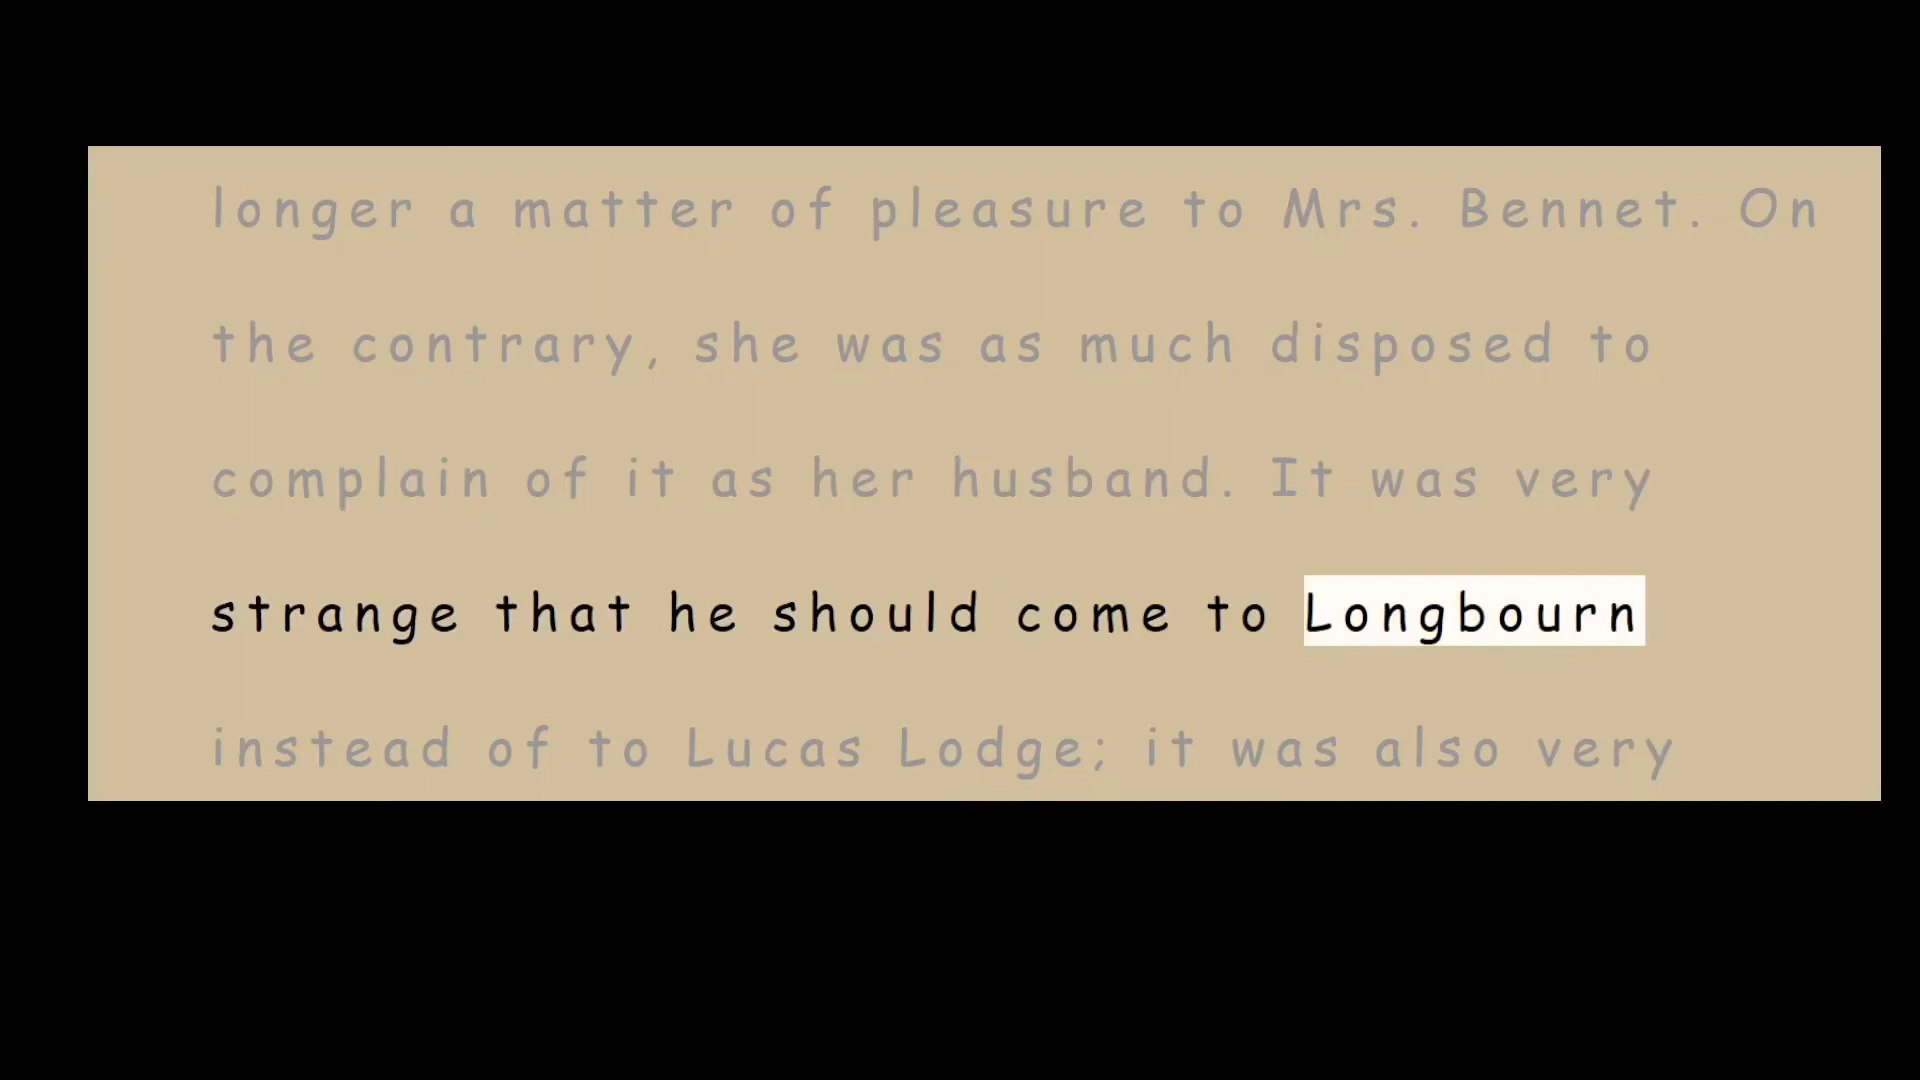 longer a matter of pleasure to Mrs. Bennet. On
the contrary, she was as much disposed to
complain of it as her husband. It was very
strange that he should come to Longbourn
instead of to Lucas Lodge; it was also very